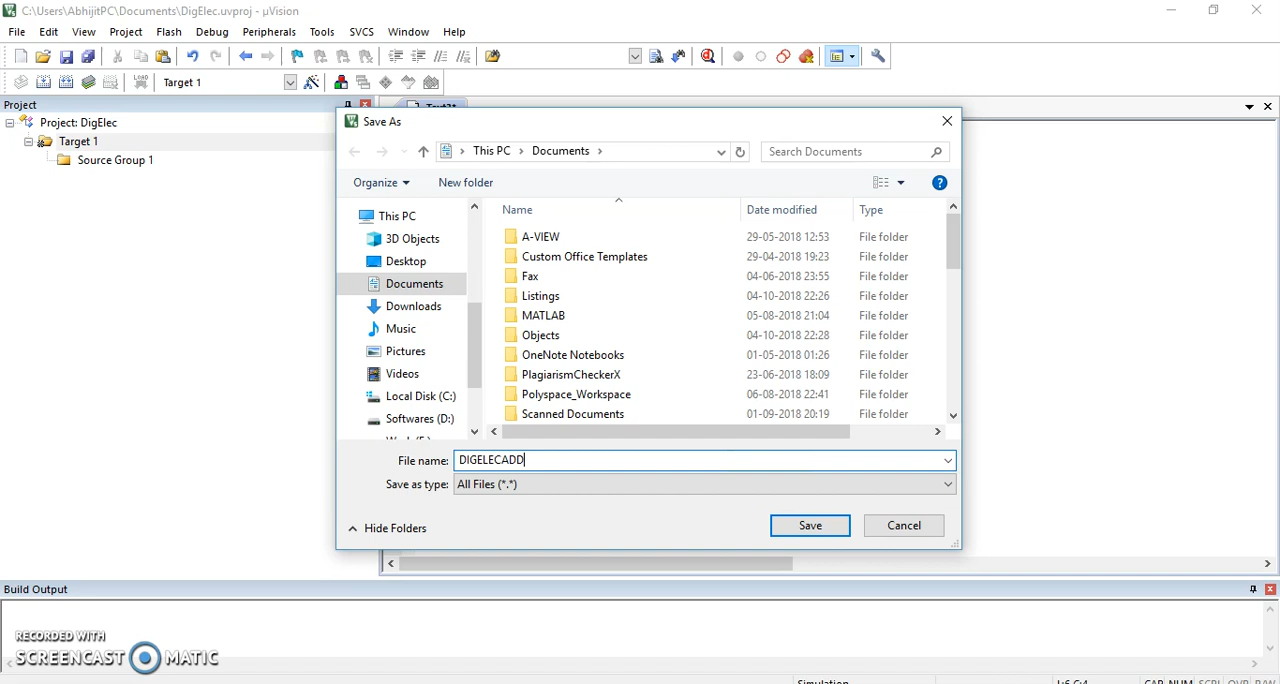 C:\Users\AbhijitPC\Documents\DigElec.uvproj - µVision
File Edit View Project Flash Debug Peripherals Tools SVCS Window Help
LOAD Target 1
Project
Project: DigElec
Target 1
Source Group 1
Save As
This PC Documents
Search Documents
Organize New folder
This PC
3D Objects
Desktop
Documents
Downloads
Music
Pictures
Videos
Local Disk (C:)
Softwares (D:)
Name Date modified Type
A-VIEW 29-05-2018 12:53 File folder
Custom Office Templates 29-04-2018 19:23 File folder
Fax 04-06-2018 23:55 File folder
Listings 04-10-2018 22:26 File folder
MATLAB 05-08-2018 21:04 File folder
Objects 04-10-2018 22:28 File folder
OneNote Notebooks 01-05-2018 01:26 File folder
PlagiarismCheckerX 23-06-2018 18:09 File folder
Polyspace_Workspace 06-08-2018 22:41 File folder
Scanned Documents 01-09-2018 20:19 File folder
File name: DIGELECADD
Save as type: All Files (*.*)
Hide Folders
Save Cancel
Build Output
RECORDED WITH
SCREENCAST MATIC
Simulation